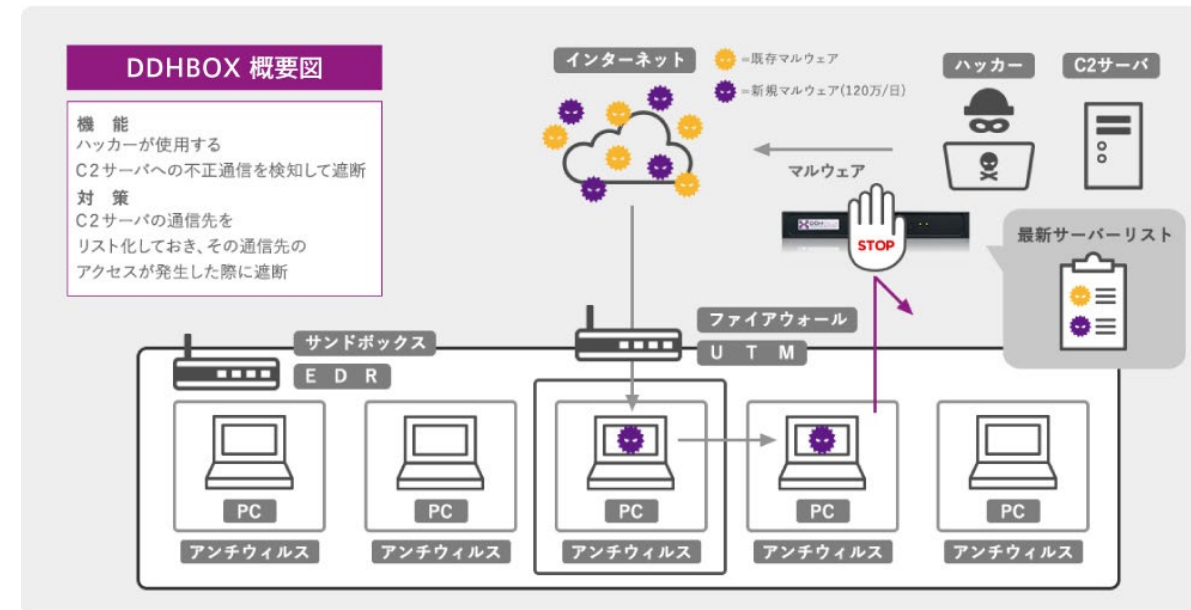 DDHBOX 概要図
機 能
ハッカーが使用する
C2サーバへの不正通信を検知して遮断
対 策
C2サーバの通信先を
リスト化しておき、その通信先の
アクセスが発生した際に遮断
インターネット
=既存マルウェア
=新規マルウェア(120万/日)
ハッカー
C2サーバ
マルウェア
DDH
STOP
最新サーバーリスト
ファイアウォール
U T M
サンドボックス
E D R
PC
PC
PC
PC
PC
アンチウィルス
アンチウィルス
アンチウィルス
アンチウィルス
アンチウィルス